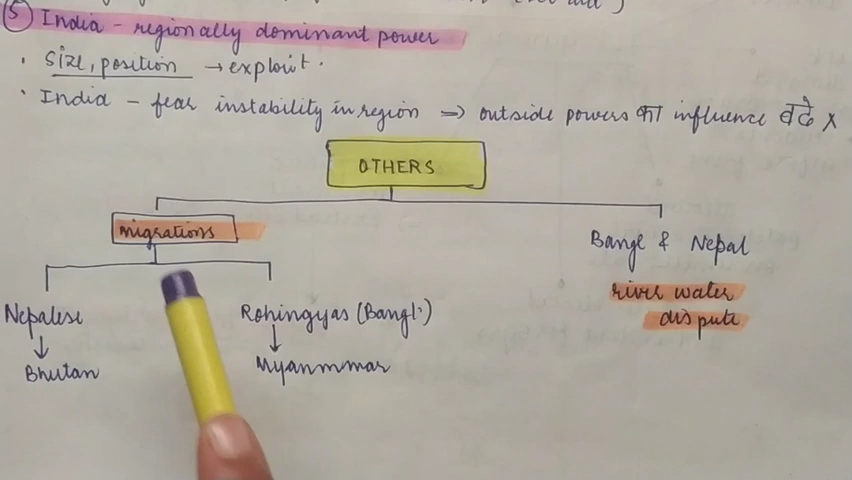 ⑤ India - regionally dominant power
· Size, position → exploit ·
· India - fear instability in region ⇒ outside powers का influence बढ़े X
OTHERS
migrations
Bangl & Nepal
river water
dispute
Nepalese
Rohingyas (Bangl·)
↓
↓
Bhutan
Myanmmar